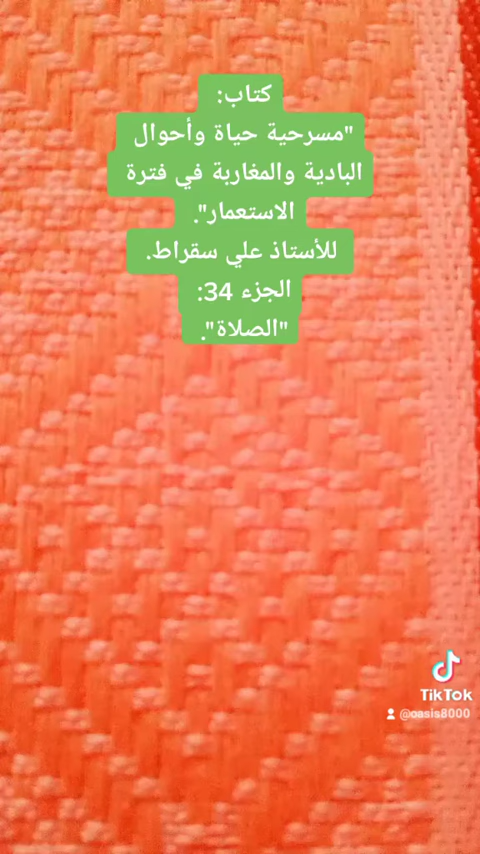 كتاب:
"مسرحية حياة وأحوال
البادية والمغاربة في فترة
الاستعمار".
للأستاذ علي سقراط.
الجزء 34:
"الصلاة".
TikTok
@oasis8000